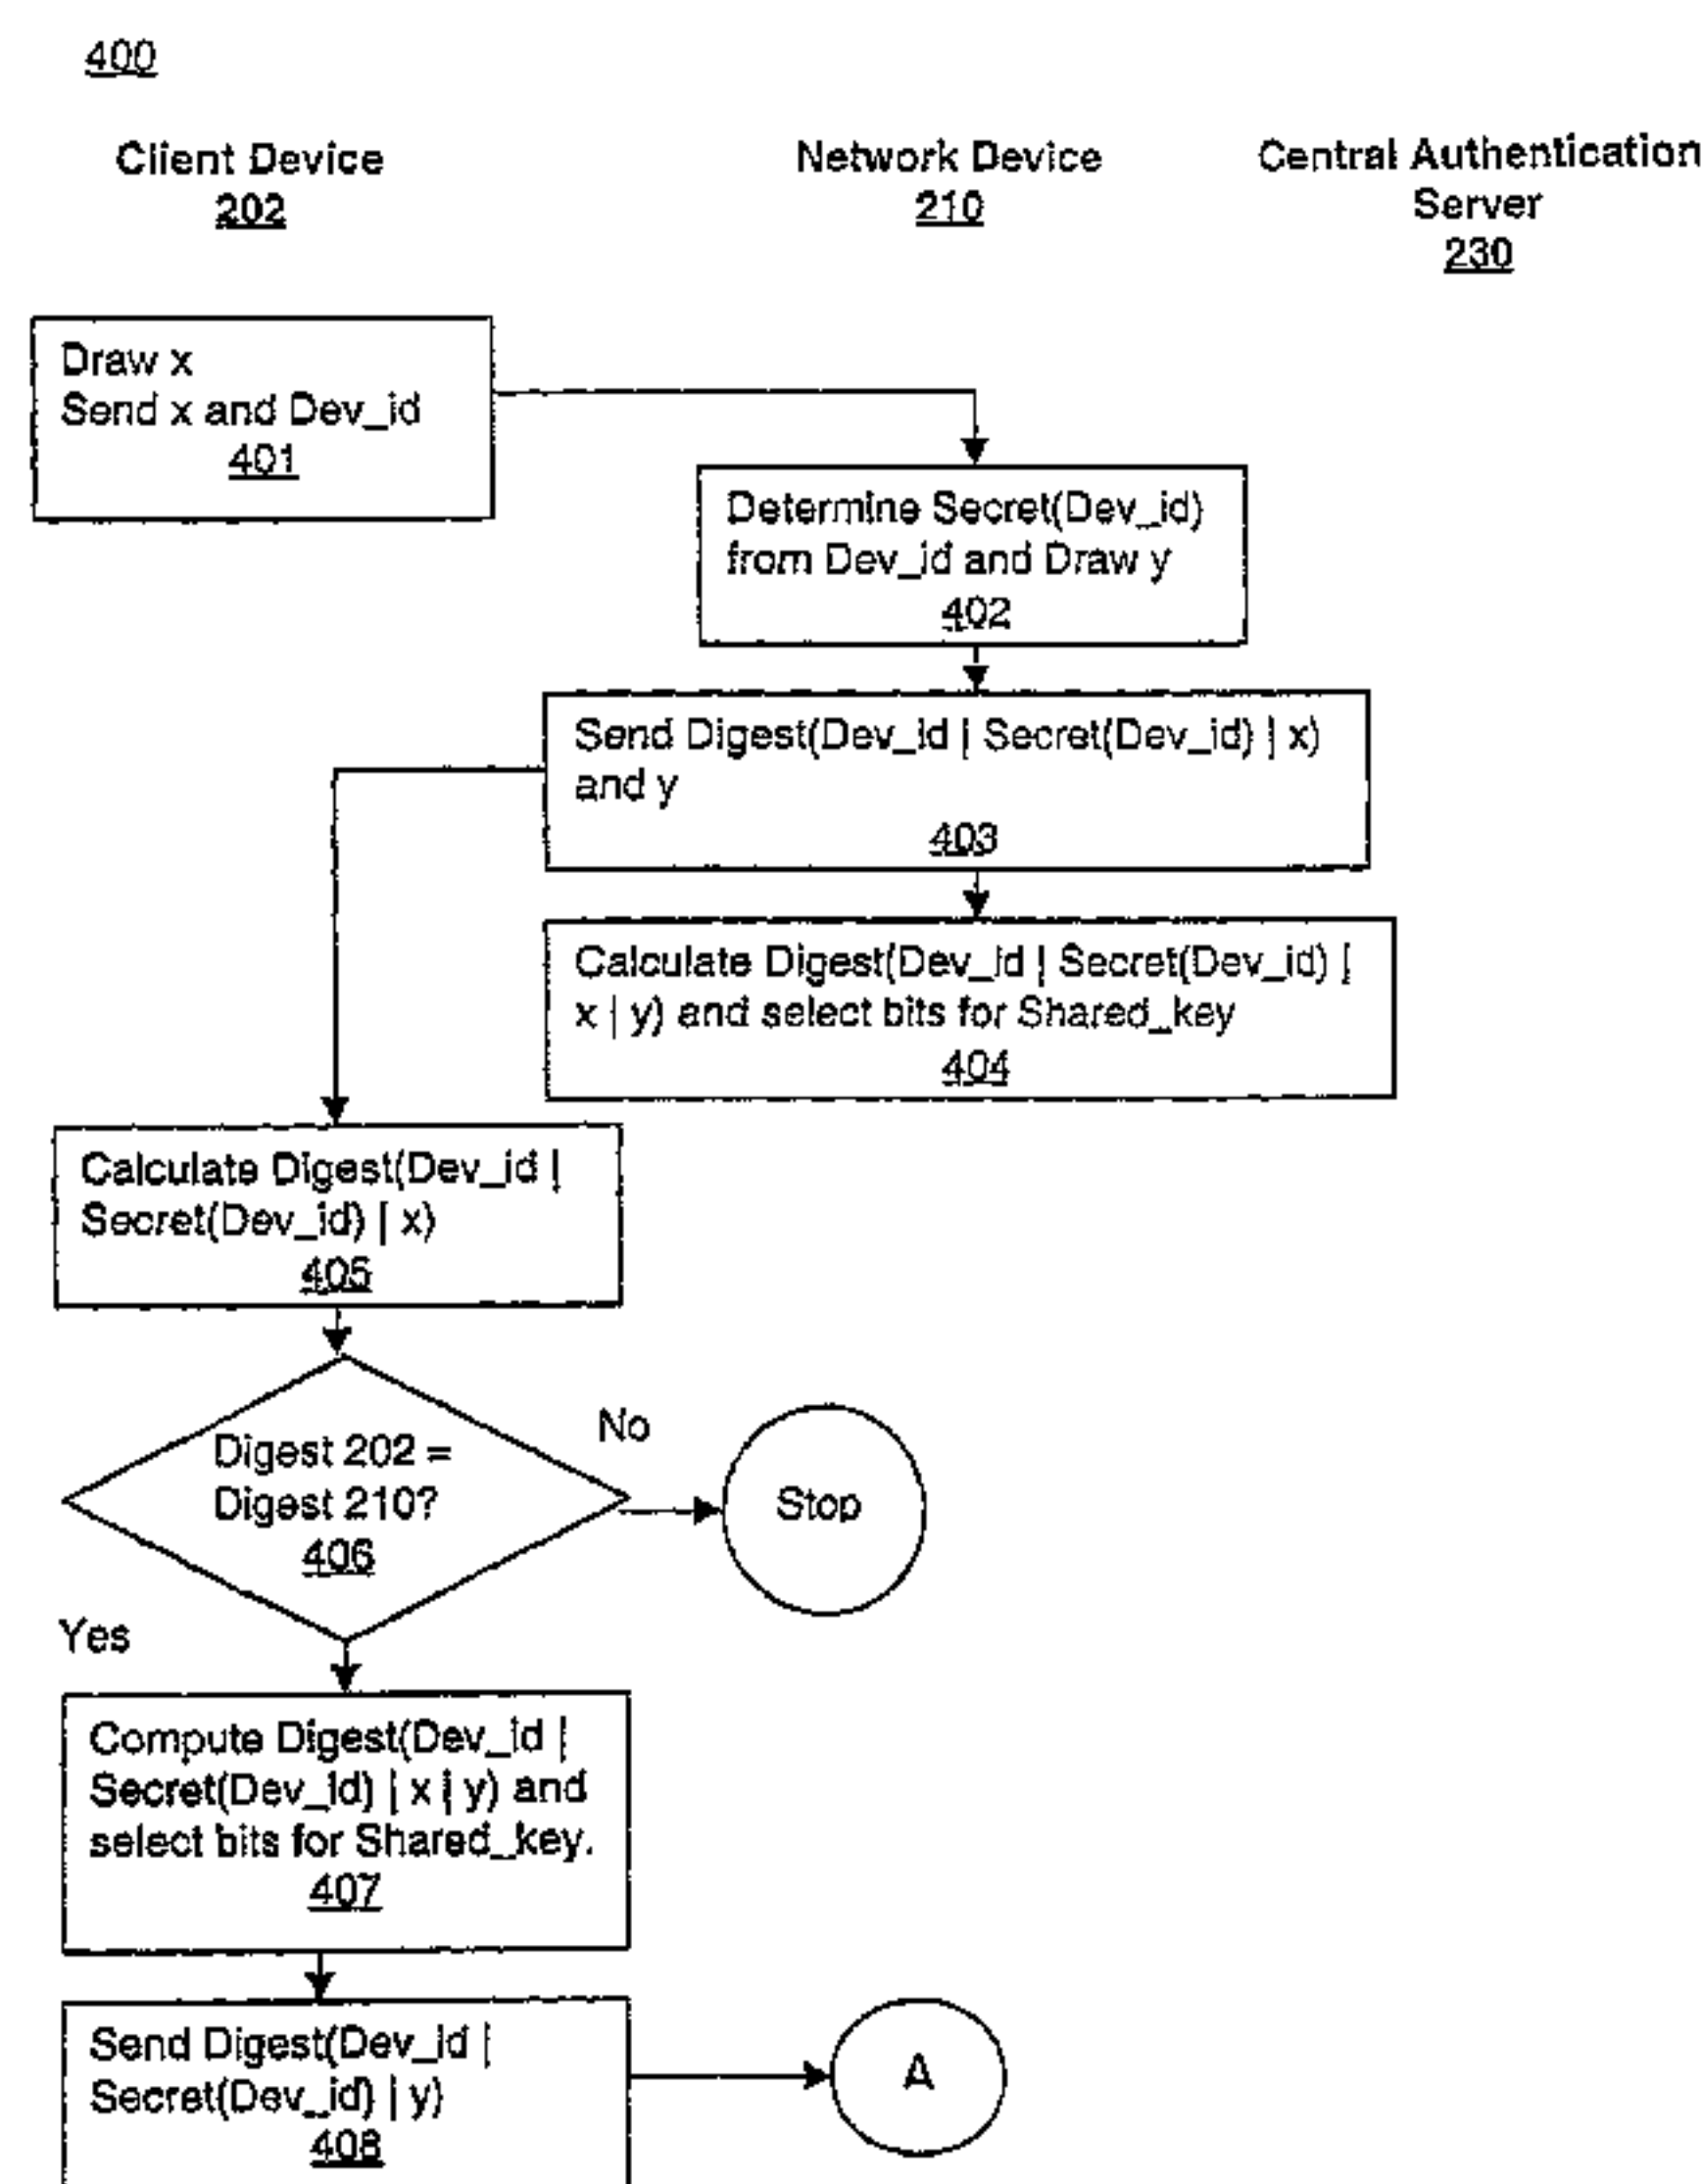 400
Client Device
202
Network Device
210
Central Authentication
Server
230
Draw x
Send x and Dev_id
401
Determine Secret(Dev_id)
from Dev_id and Draw y
402
Send Digest(Dev_id | Secret(Dev_id) | x)
and y
403
Calculate Digest(Dev_id | Secret(Dev_id) |
x | y) and select bits for Shared_key
404
Calculate Digest(Dev_id |
Secret(Dev_id) | x)
405
Digest 202 =
Digest 210?
406
No
Stop
Yes
Compute Digest(Dev_id |
Secret(Dev_id) | x | y) and
select bits for Shared_key.
407
Send Digest(Dev_id |
Secret(Dev_id) | y)
408
A